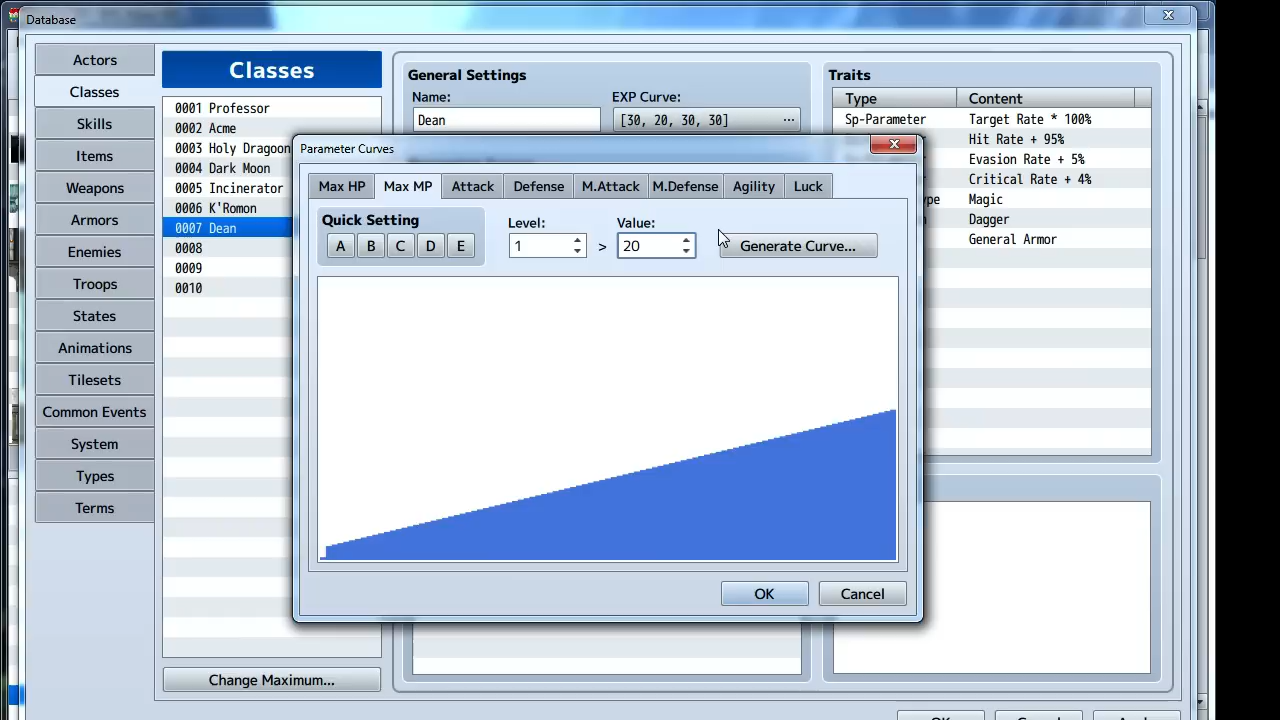 Database
Actors
Classes
Skills
Items
Weapons
Armors
Enemies
Troops
States
Animations
Tilesets
Common Events
System
Types
Terms
Classes
0001 Professor
0002 Acme
0003 Holy Dragoon
0004 Dark Moon
0005 Incinerator
0006 K'Romon
0007 Dean
0008
0009
0010
Change Maximum...
General Settings
Name:
EXP Curve:
Dean
[30, 20, 30, 30] ...
Parameter Curves
Max HP
Max MP
Attack
Defense
M.Attack
M.Defense
Agility
Luck
Quick Setting
A B C D E
Level:
Value:
1 > 20
Generate Curve...
OK
Cancel
Traits
Type Content
Sp-Parameter Target Rate * 100%
Hit Rate + 95%
Evasion Rate + 5%
Critical Rate + 4%
Magic
Dagger
General Armor